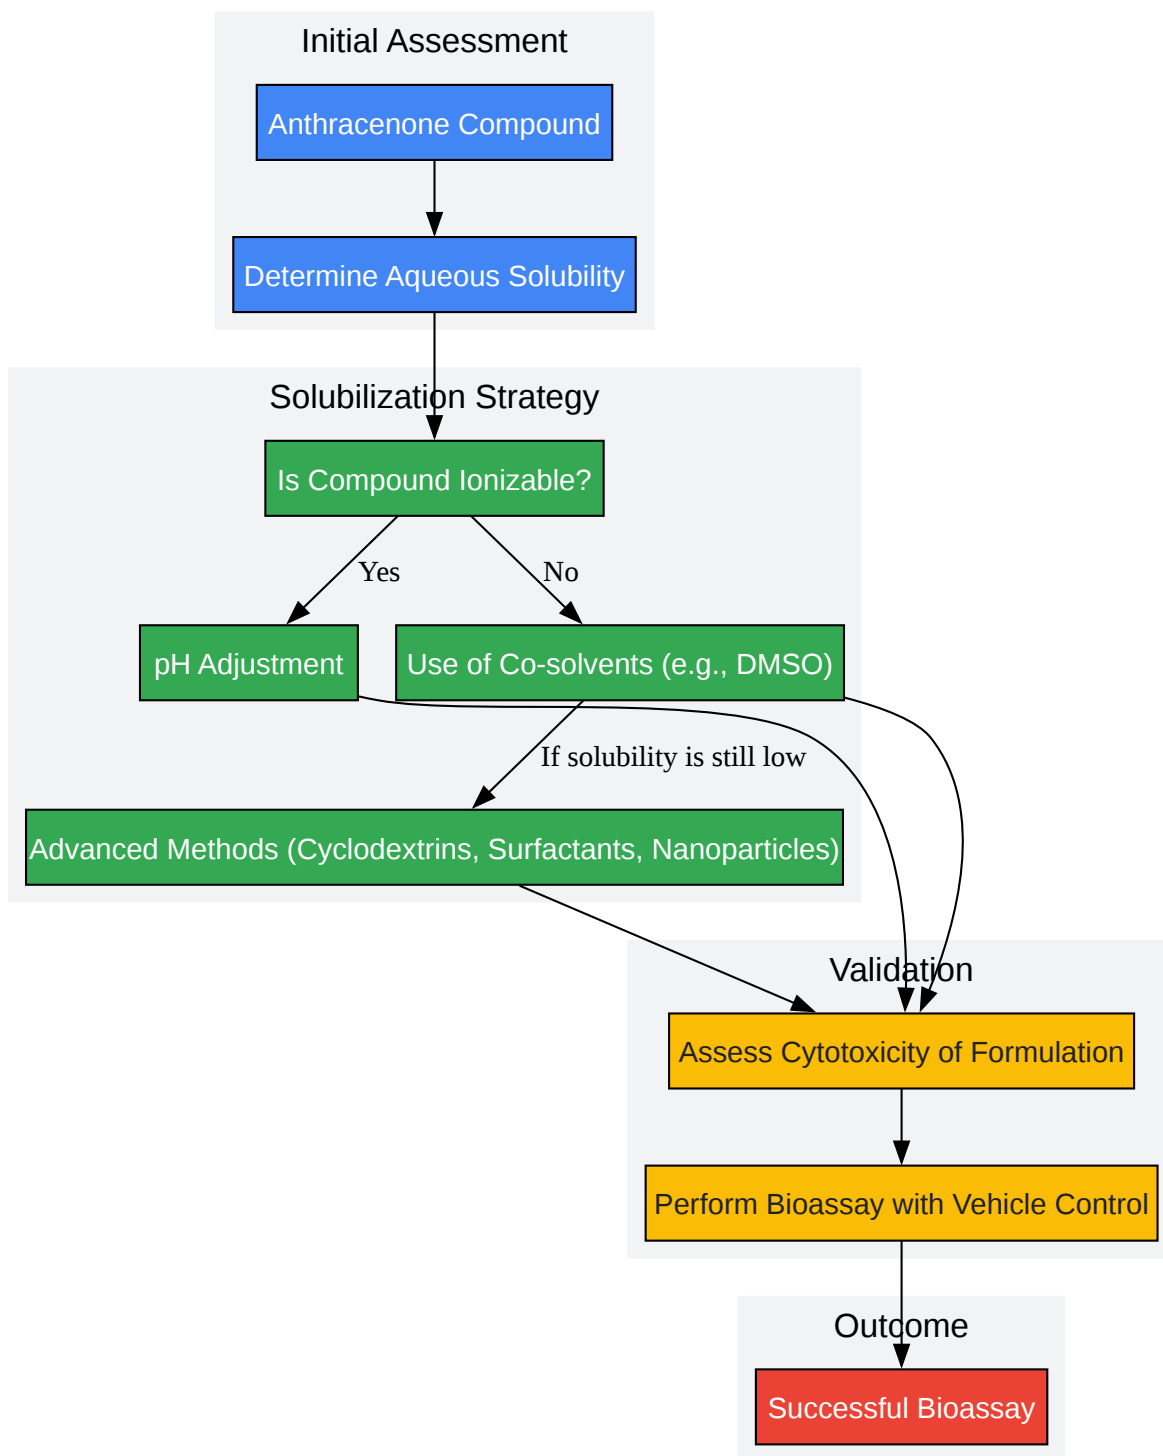 Initial Assessment
Anthracenone Compound
Determine Aqueous Solubility
Solubilization Strategy
Is Compound Ionizable?
Yes
No
pH Adjustment
Use of Co-solvents (e.g., DMSO)
If solubility is still low
Advanced Methods (Cyclodextrins, Surfactants, Nanoparticles)
Validation
Assess Cytotoxicity of Formulation
Perform Bioassay with Vehicle Control
Outcome
Successful Bioassay